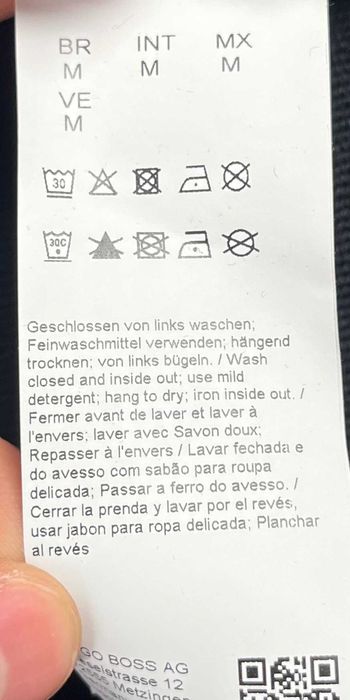 BR INT MX
M M M
VE
M
30
30C
Geschlossen von links waschen;
Feinwaschmittel verwenden; hängend
trocknen; von links bügeln. / Wash
closed and inside out; use mild
detergent; hang to dry; iron inside out. /
Fermer avant de laver et laver à
l'envers; laver avec Savon doux;
Repasser à l'envers / Lavar fechada e
do avesso com sabão para roupa
delicada; Passar a ferro do avesso. /
Cerrar la prenda y lavar por el revés,
usar jabon para ropa delicada; Planchar
al revés
GO BOSS AG
eselstrasse 12
Metzingen